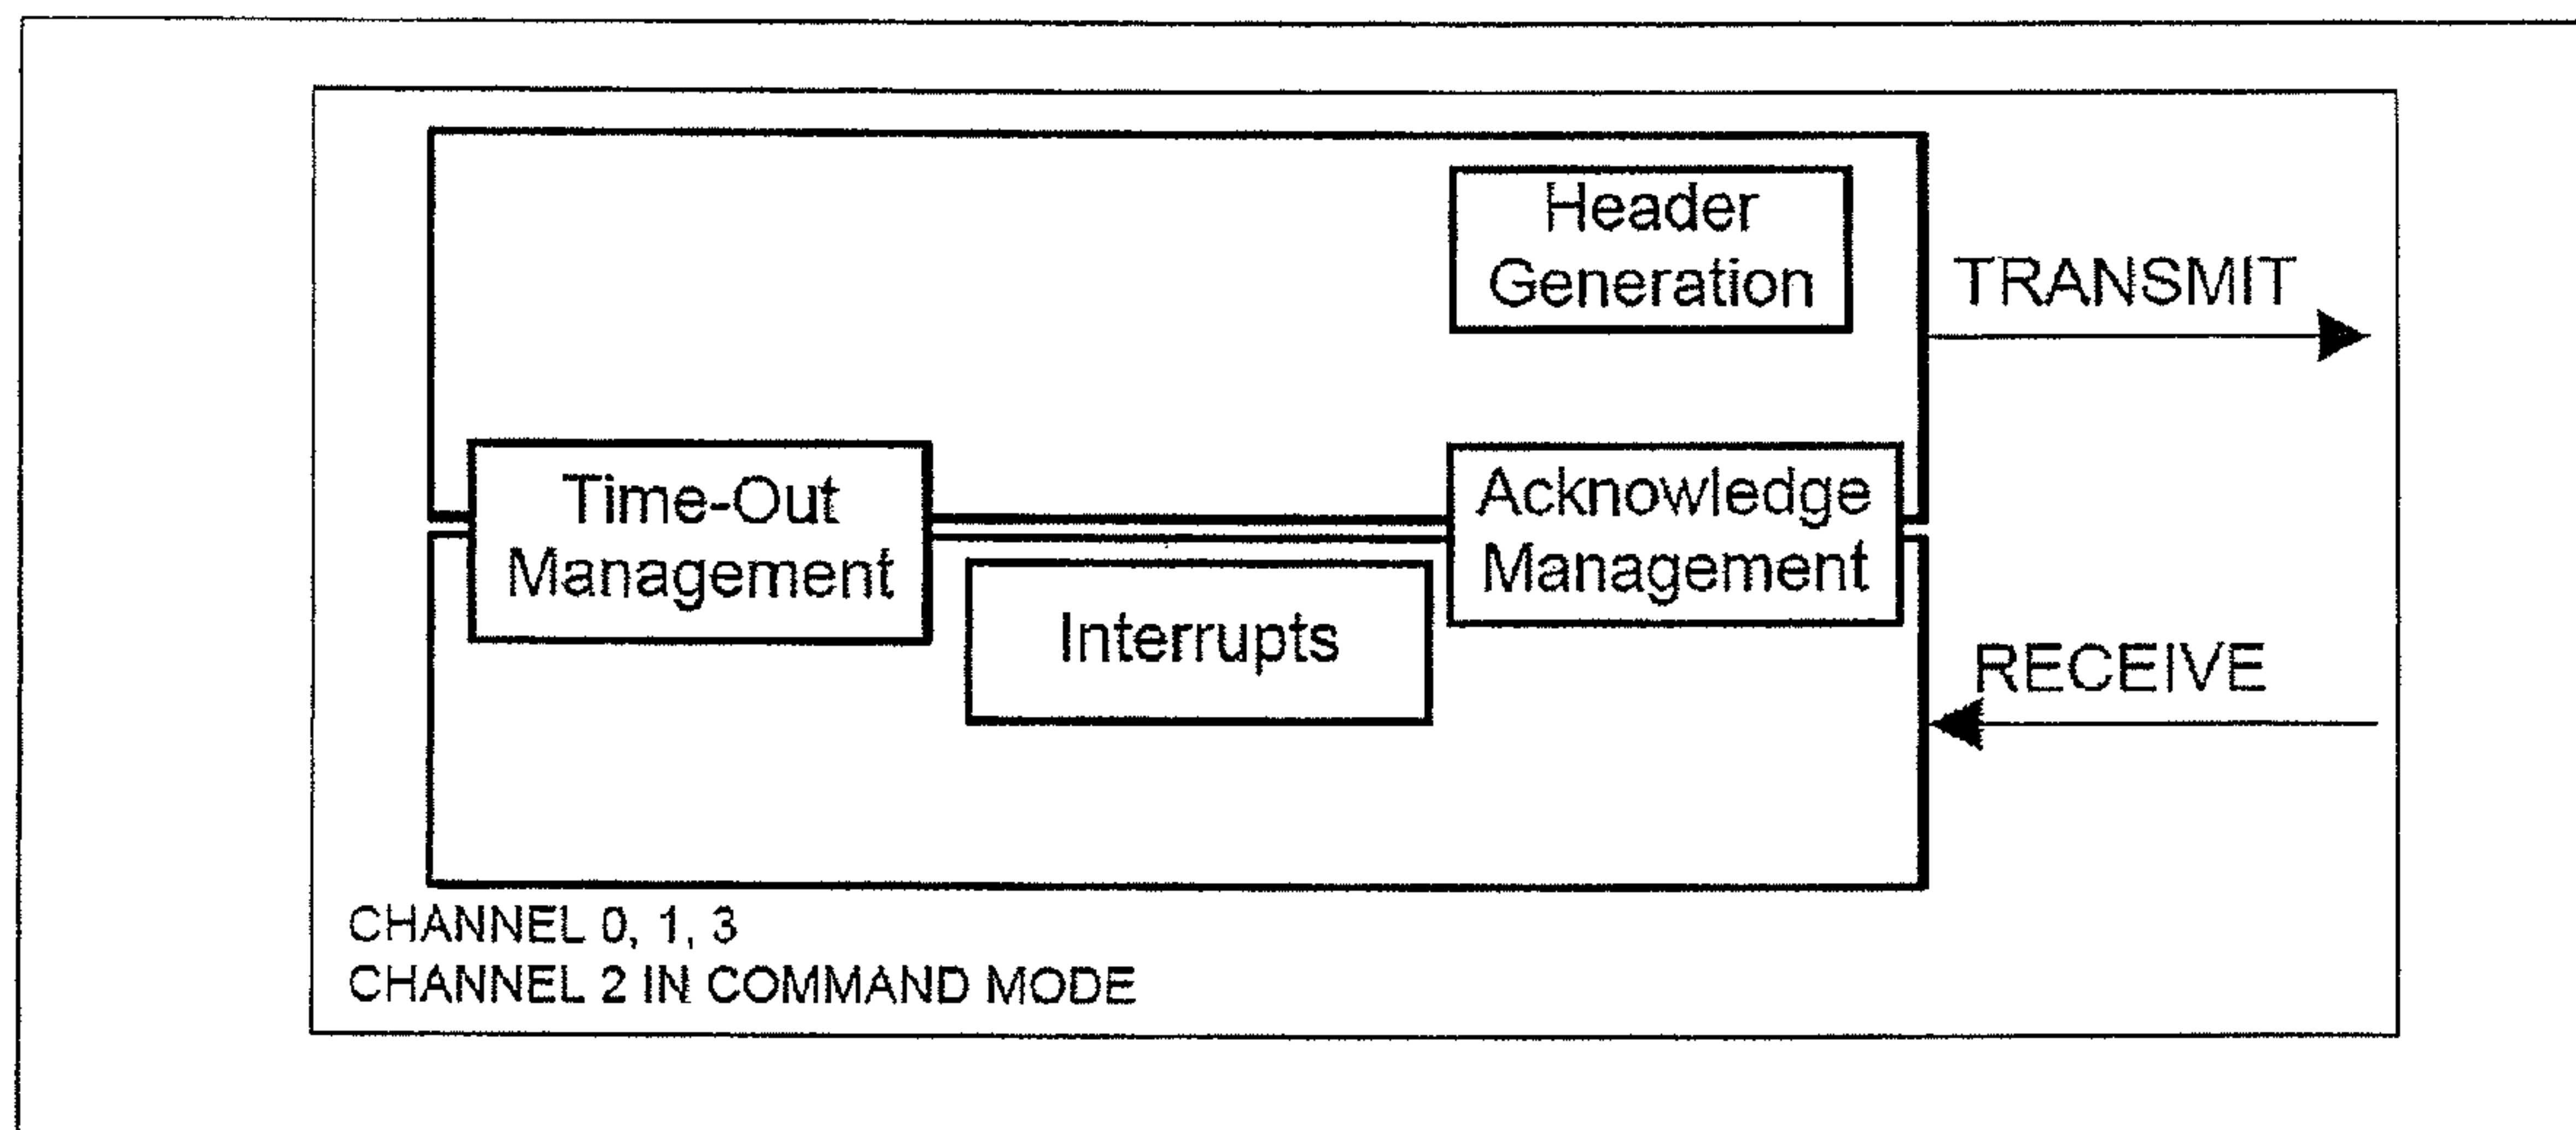 Header
Generation
TRANSMIT
Time-Out
Management
Acknowledge
Management
Interrupts
RECEIVE
CHANNEL 0, 1, 3
CHANNEL 2 IN COMMAND MODE